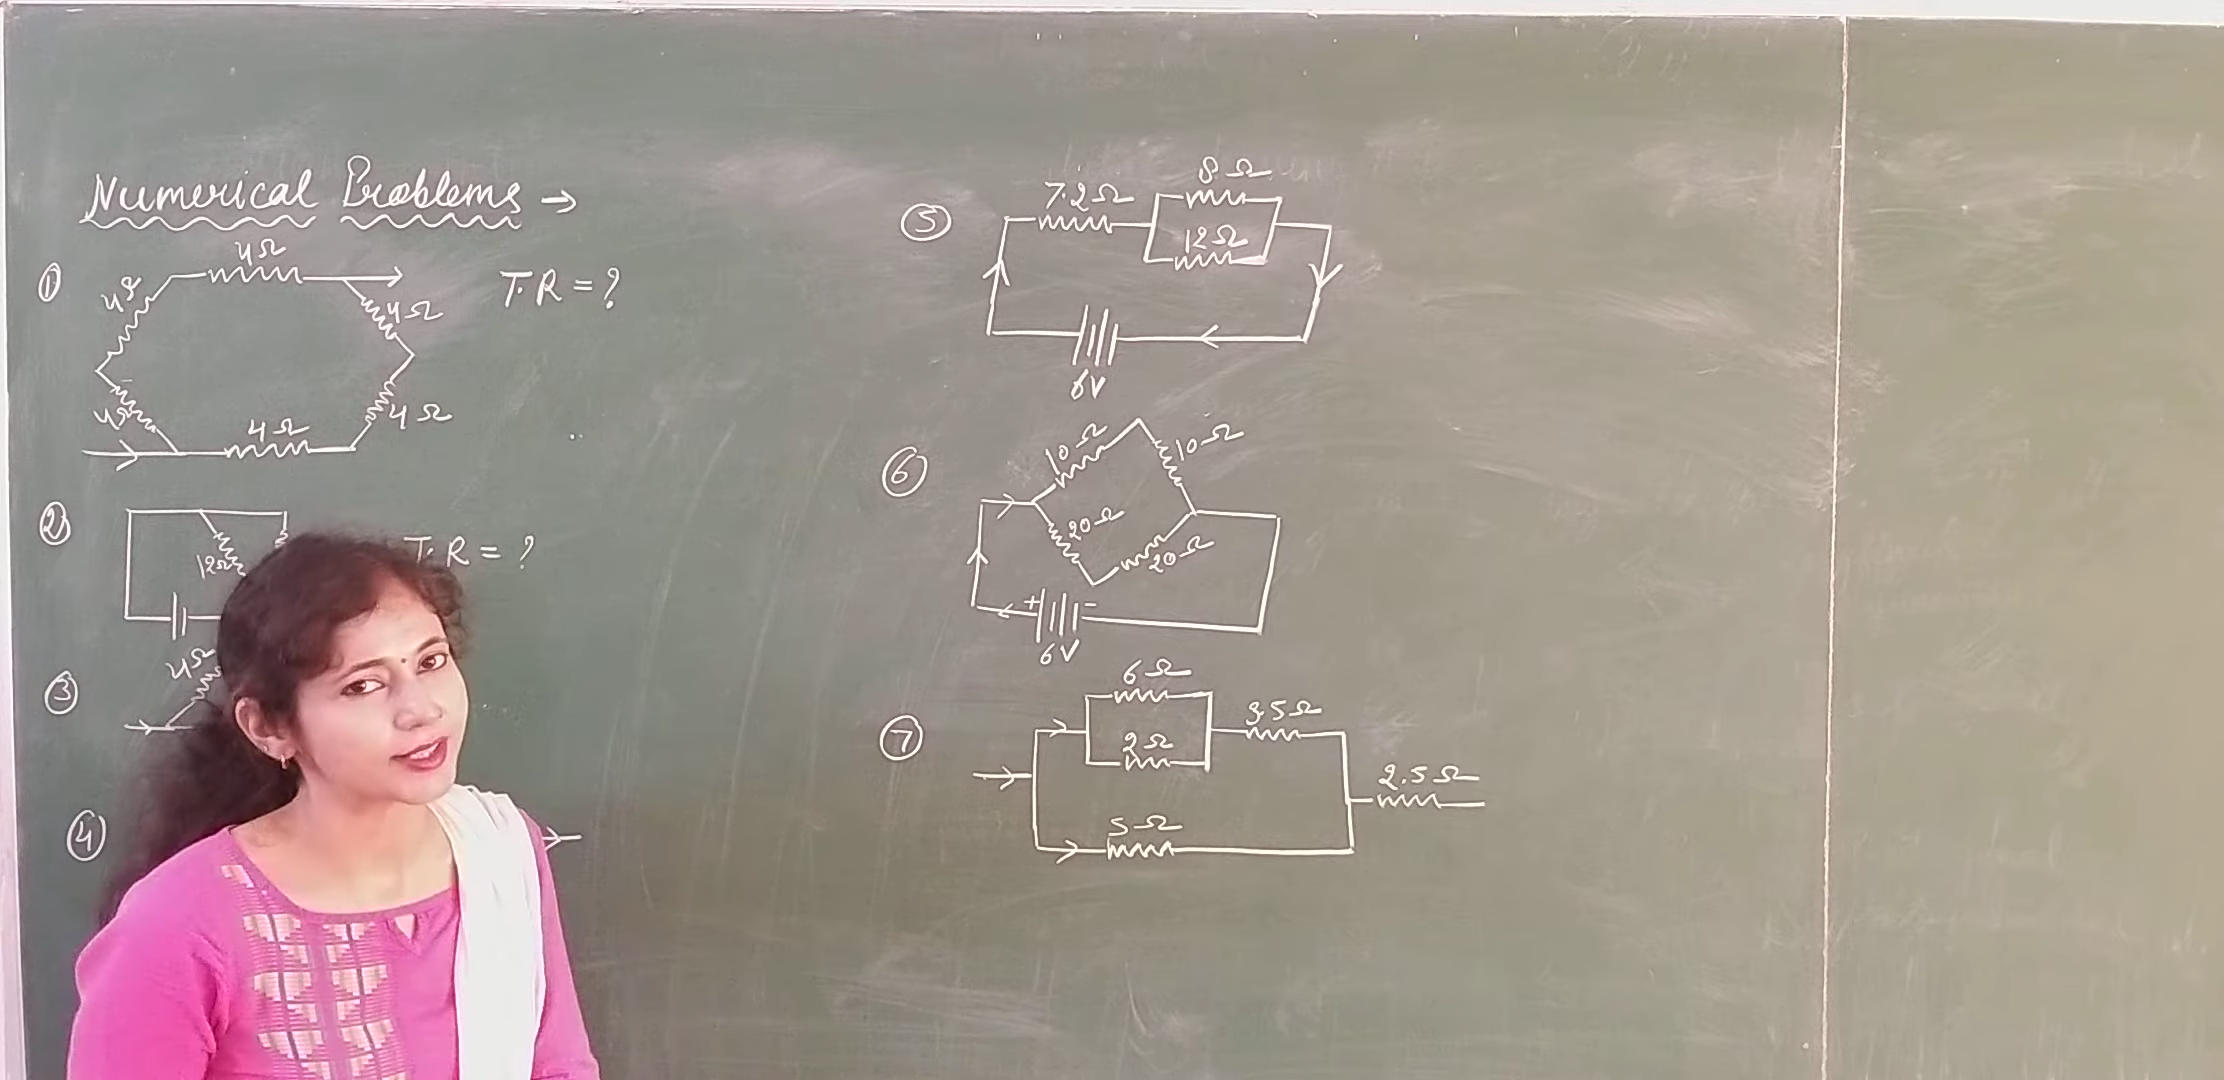 Numerical Problems →
① 4Ω 4Ω 4Ω 4Ω 4Ω 4Ω T.R = ?
② 12Ω T.R = ?
③ 4Ω
④
⑤ 7.2Ω 8Ω 12Ω 6V
⑥ 10Ω 10Ω 20Ω 20Ω + - 6V
⑦ 6Ω 2Ω 3.5Ω 5Ω 2.5Ω